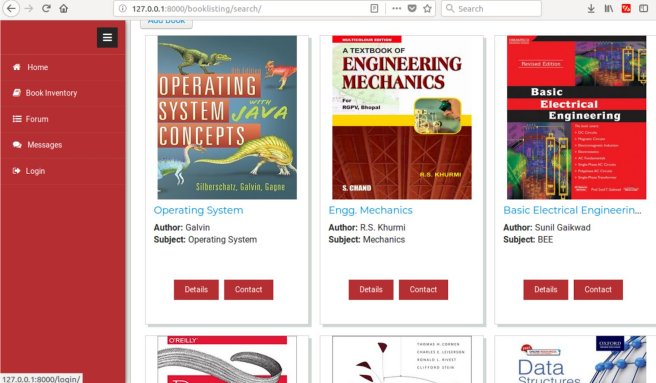 127.0.0.1:8000/booklisting/search/
Search
Add Book
Home
Book Inventory
Forum
Messages
Login
OPERATING
SYSTEM WITH JAVA
CONCEPTS
Silberschatz, Galvin, Gagne
Operating System
Author: Galvin
Subject: Operating System
Details
Contact
MULTICOLOUR EDITION
A TEXTBOOK OF
ENGINEERING
MECHANICS
For
RGPV, Bhopal
R.S. KHURMI
S. CHAND
Engg. Mechanics
Author: R.S. Khurmi
Subject: Mechanics
Details
Contact
Revised Edition
Basic
Electrical
Engineering
Basic Electrical Engineerin...
Author: Sunil Gaikwad
Subject: BEE
Details
Contact
O'REILLY
THOMAS H. CORMEN
CHARLES E. LEISERSON
RONALD L. RIVEST
CLIFFORD STEIN
OXFORD
Data
Structures
127.0.0.1:8000/login/